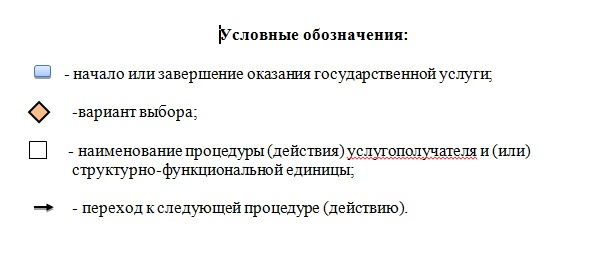 Условные обозначения:
- начало или завершение оказания государственной услуги;
-вариант выбора;
- наименование процедуры (действия) услугополучателя и (или)
структурно-функциональной единицы;
- переход к следующей процедуре (действию).